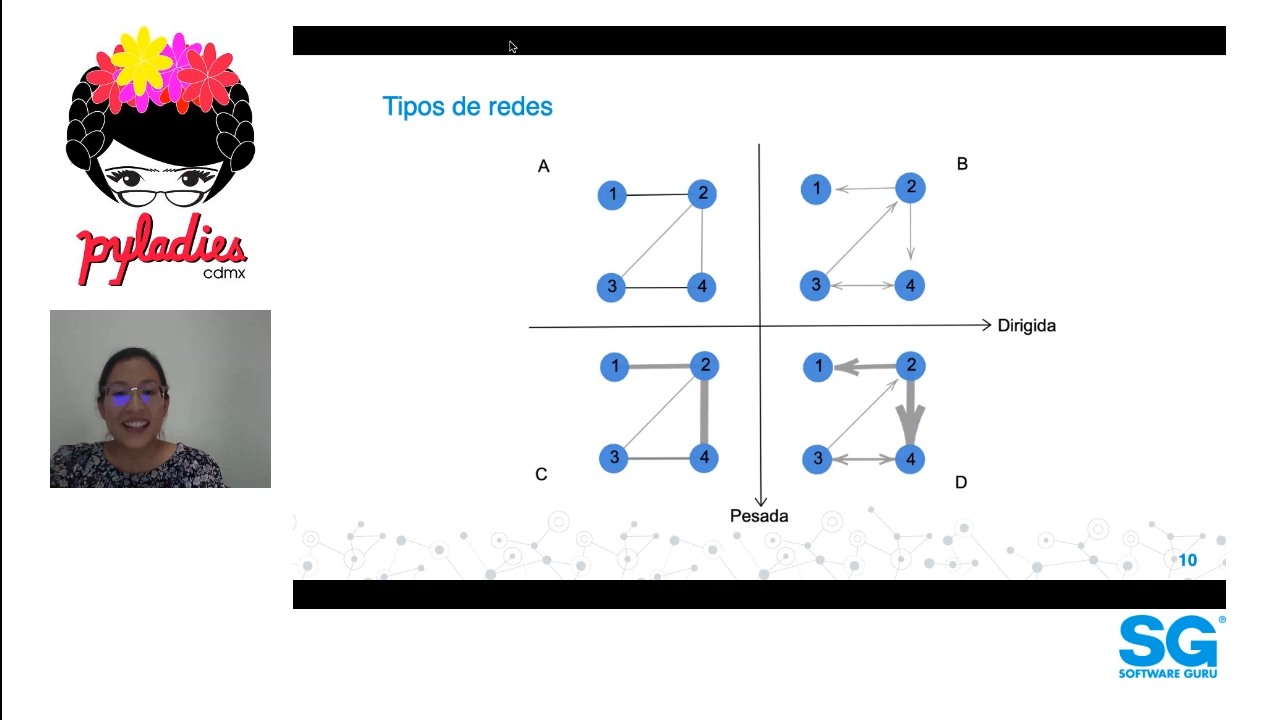 pyladies
cdmx
Tipos de redes
A
1 2
3 4
B
1 2
3 4
Dirigida
1 2
3 4
C
1 2
3 4
D
Pesada
10
SG®
SOFTWARE GURU